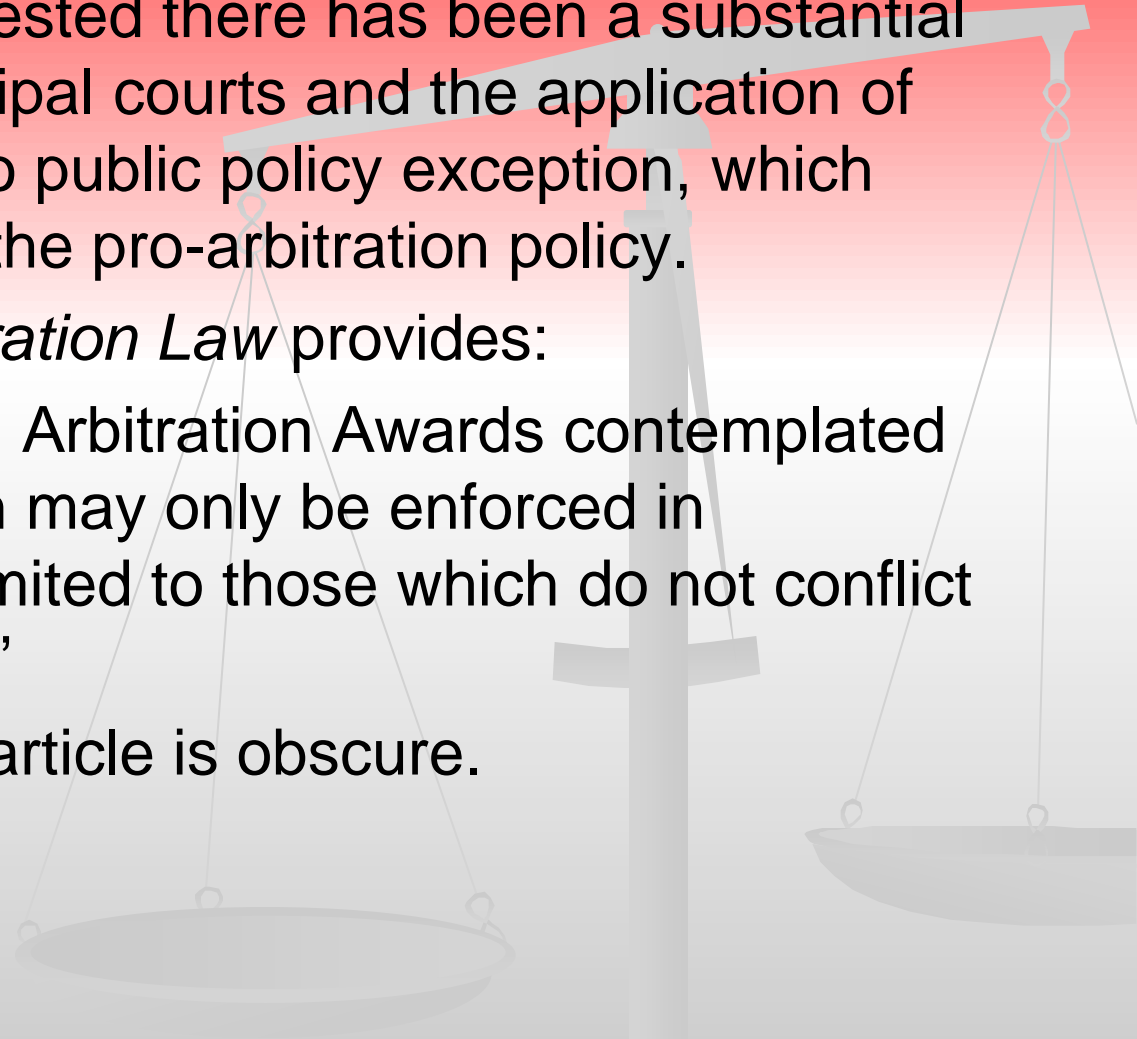 ested there has been a substantial
ipal courts and the application of
o public policy exception, which
the pro-arbitration policy.
ration Law provides:
Arbitration Awards contemplated
n may only be enforced in
mited to those which do not conflict
”
article is obscure.